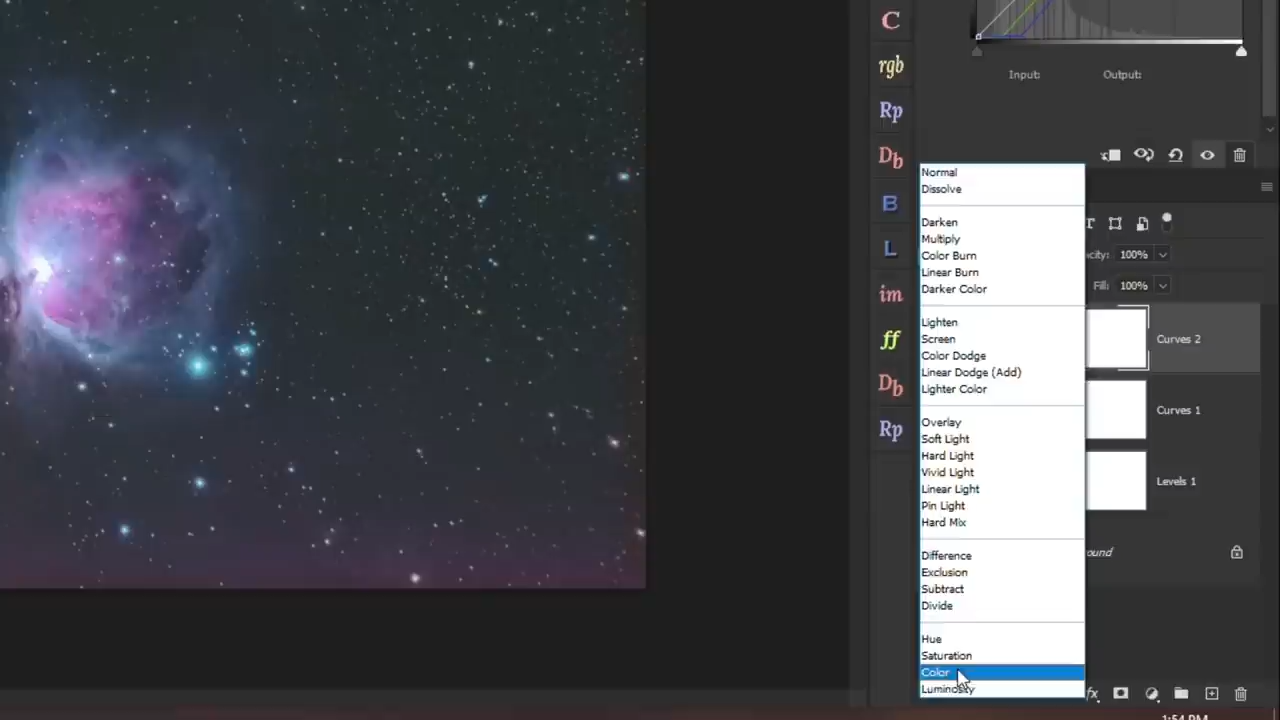 C
rgb
Input: Output:
Rp
Db
Normal
Dissolve
B
Darken
T
Multiply
L
Color Burn
acity: 100%
Linear Burn
Darker Color
Fill: 100%
im
Lighten
Screen
ff
Curves 2
Color Dodge
Linear Dodge (Add)
Db
Lighter Color
Curves 1
Overlay
Rp
Soft Light
Hard Light
Vivid Light
Levels 1
Linear Light
Pin Light
Hard Mix
Difference
ound
Exclusion
Subtract
Divide
Hue
Saturation
Color
Luminosity
fx
1:54 PM